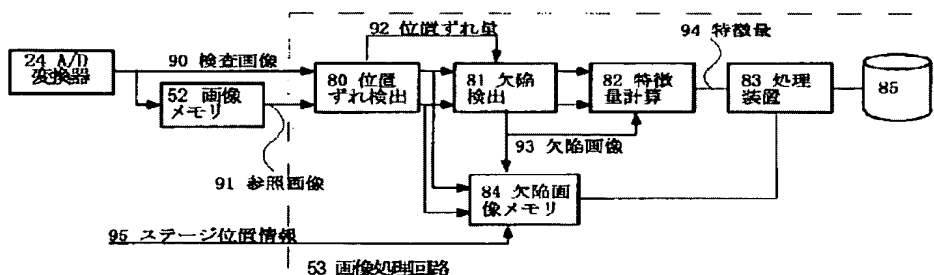 92 位置ずれ量
94 特徴量
24 A/D
変換器
90 検査画像
80 位置
ずれ検出
81 欠陥
検出
82 特徴
量計算
83 処理
装置
85
52 画像
メモリ
93 欠陥画像
91 参照画像
84 欠陥画
像メモリ
95 ステージ位置情報
53 画像処理回路